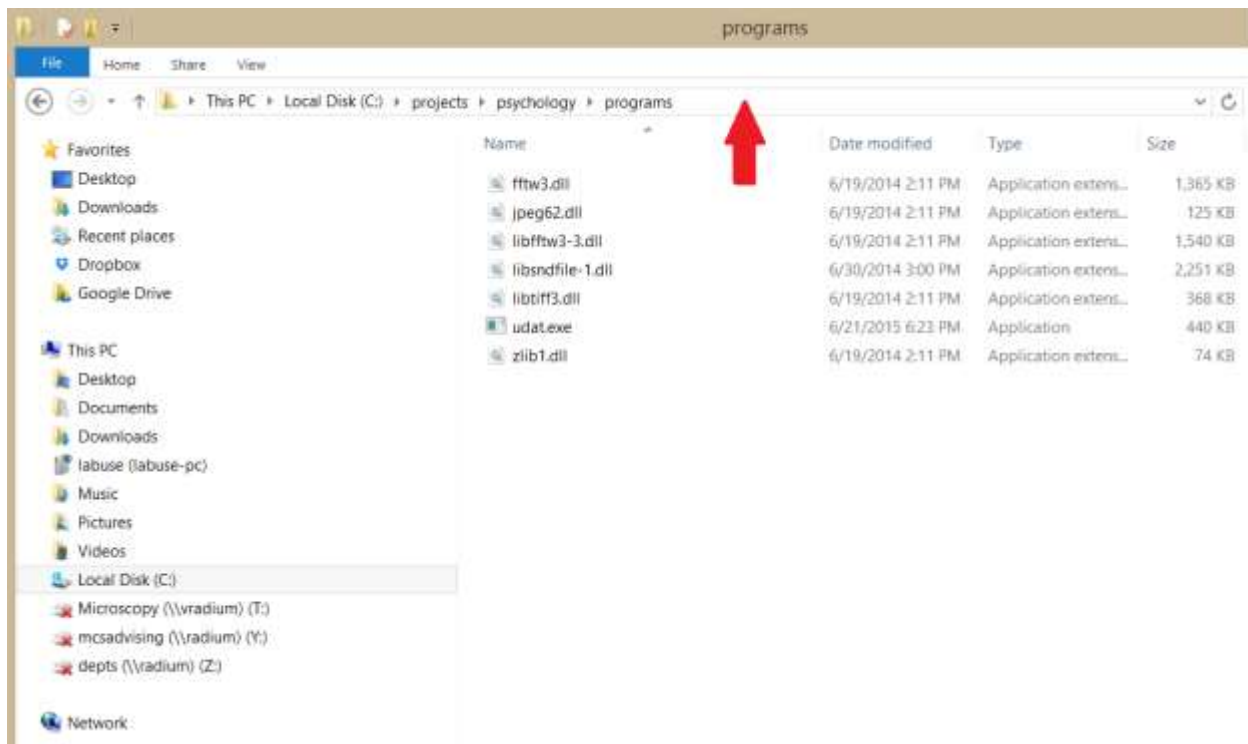 programs
File Home Share View
This PC Local Disk (C:) projects psychology programs
Name Date modified Type Size
Favorites
Desktop
Downloads
Recent places
Dropbox
Google Drive
This PC
Desktop
Documents
Downloads
labuse (labuse-pc)
Music
Pictures
Videos
Local Disk (C:)
Microscopy (\\vradium) (T:)
mcsadvising (\\radium) (Y:)
depts (\\radium) (Z:)
Network
fftw3.dll 6/19/2014 2:11 PM Application extens... 1,365 KB
jpeg62.dll 6/19/2014 2:11 PM Application extens... 125 KB
libfftw3-3.dll 6/19/2014 2:11 PM Application extens... 1,540 KB
libsndfile-1.dll 6/30/2014 3:00 PM Application extens... 2,251 KB
libtiff3.dll 6/19/2014 2:11 PM Application extens... 368 KB
udat.exe 6/21/2015 6:23 PM Application 440 KB
zlib1.dll 6/19/2014 2:11 PM Application extens... 74 KB